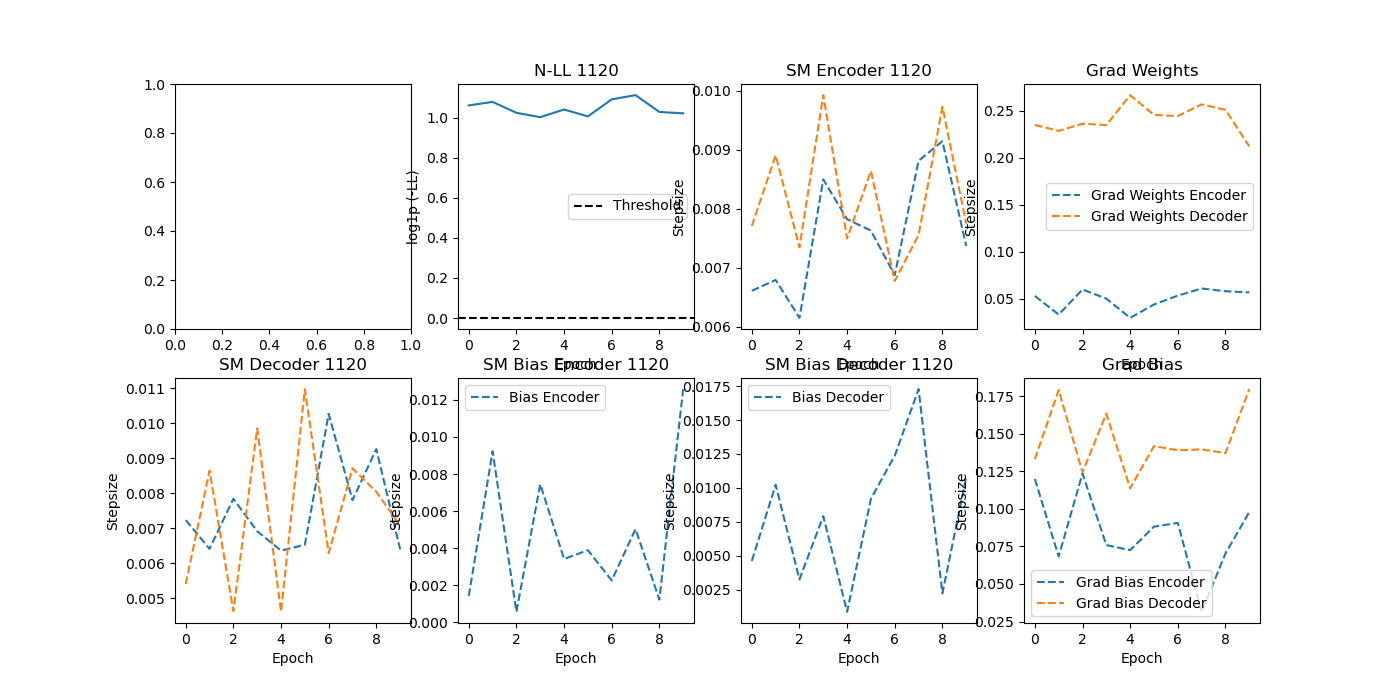 N-LL 1120
SM Encoder 1120
Grad Weights
1.0
0.8
0.6
0.4
0.2
0.0
0.0 0.2 0.4 0.6 0.8 1.0
log1p (-LL)
1.0
0.8
0.6
0.4
0.2
0.0
Threshold
0 2 4 6 8
Epoch
Stepsize
0.010
0.009
0.008
0.007
0.006
0 2 4 6 8
Epoch
Stepsize
0.25
0.20
0.15
0.10
0.05
Grad Weights Encoder
Grad Weights Decoder
0 2 4 6 8
Epoch
SM Decoder 1120
SM Bias Encoder 1120
SM Bias Decoder 1120
Grad Bias
Stepsize
0.011
0.010
0.009
0.008
0.007
0.006
0.005
0 2 4 6 8
Epoch
Stepsize
0.012
0.010
0.008
0.006
0.004
0.002
0.000
Bias Encoder
0 2 4 6 8
Epoch
Stepsize
0.0175
0.0150
0.0125
0.0100
0.0075
0.0050
0.0025
Bias Decoder
0 2 4 6 8
Epoch
Stepsize
0.175
0.150
0.125
0.100
0.075
0.050
0.025
Grad Bias Encoder
Grad Bias Decoder
0 2 4 6 8
Epoch